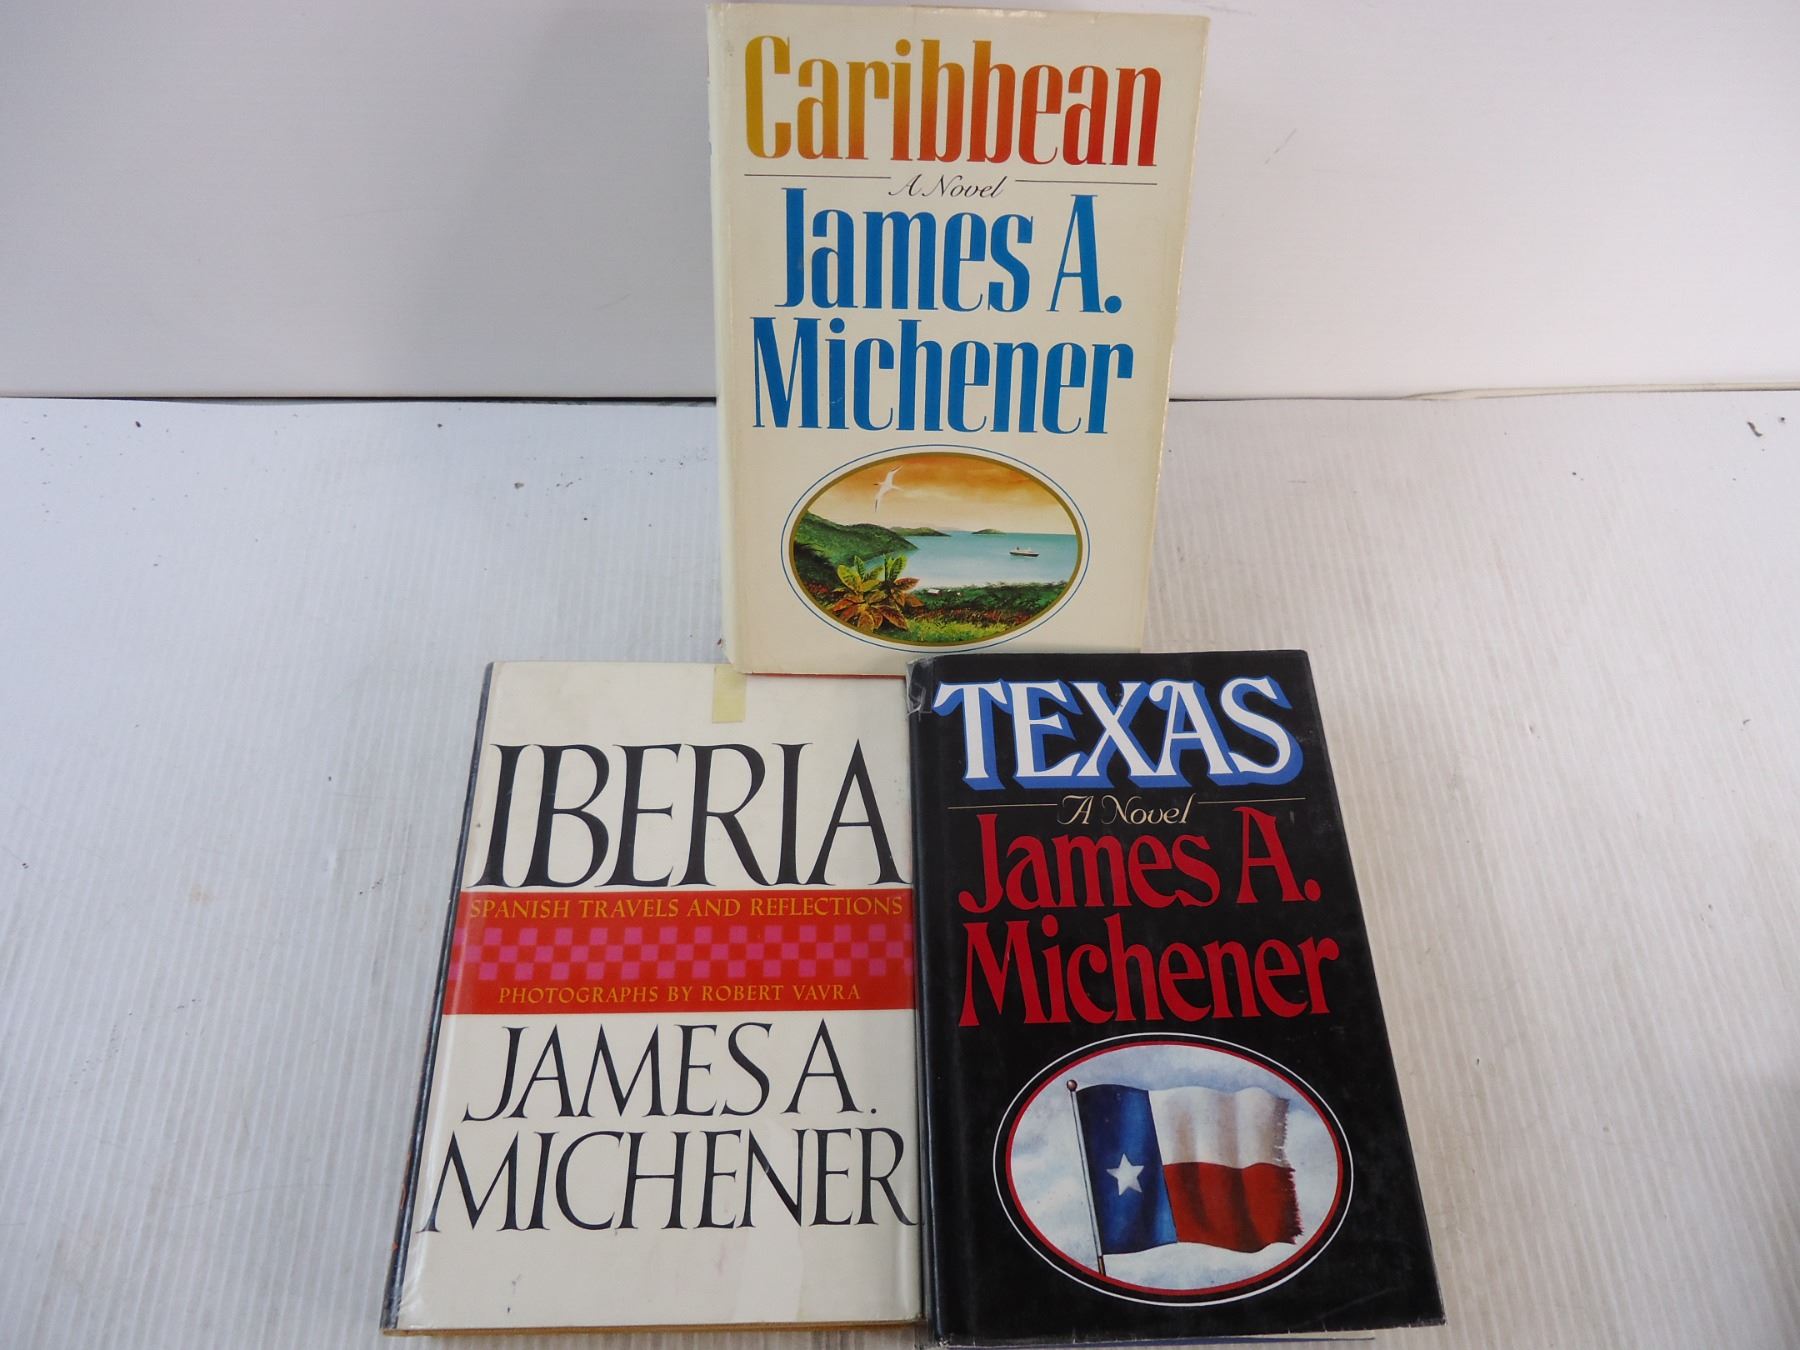 Caribbean
A Novel
James A.
Michener
IBERIA
SPANISH TRAVELS AND REFLECTIONS
PHOTOGRAPHS BY ROBERT VAVRA
JAMES A.
MICHENER
TEXAS
A Novel
James A.
Michener